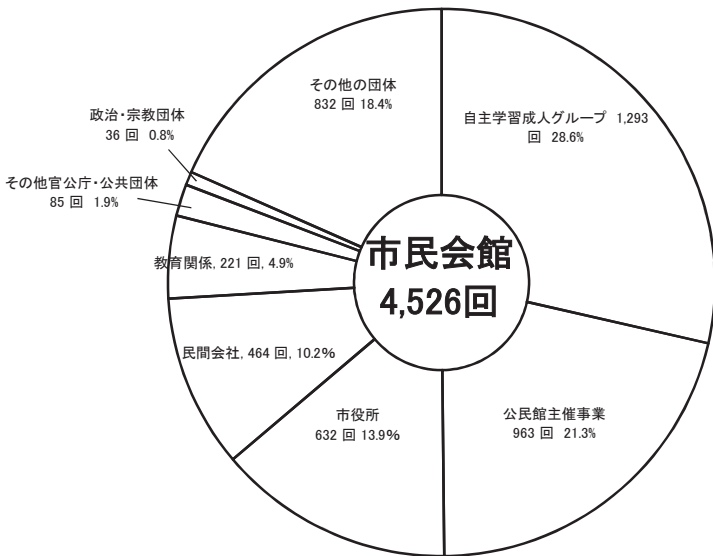 その他の団体
832 回 18.4%
政治・宗教団体
36 回 0.8%
自主学習成人グループ 1,293
回 28.6%
その他官公庁・公共団体
85 回 1.9%
市民会館
4,526回
教育関係, 221 回, 4.9%
民間会社, 464 回, 10.2%
市役所
632 回 13.9%
公民館主催事業
963 回 21.3%